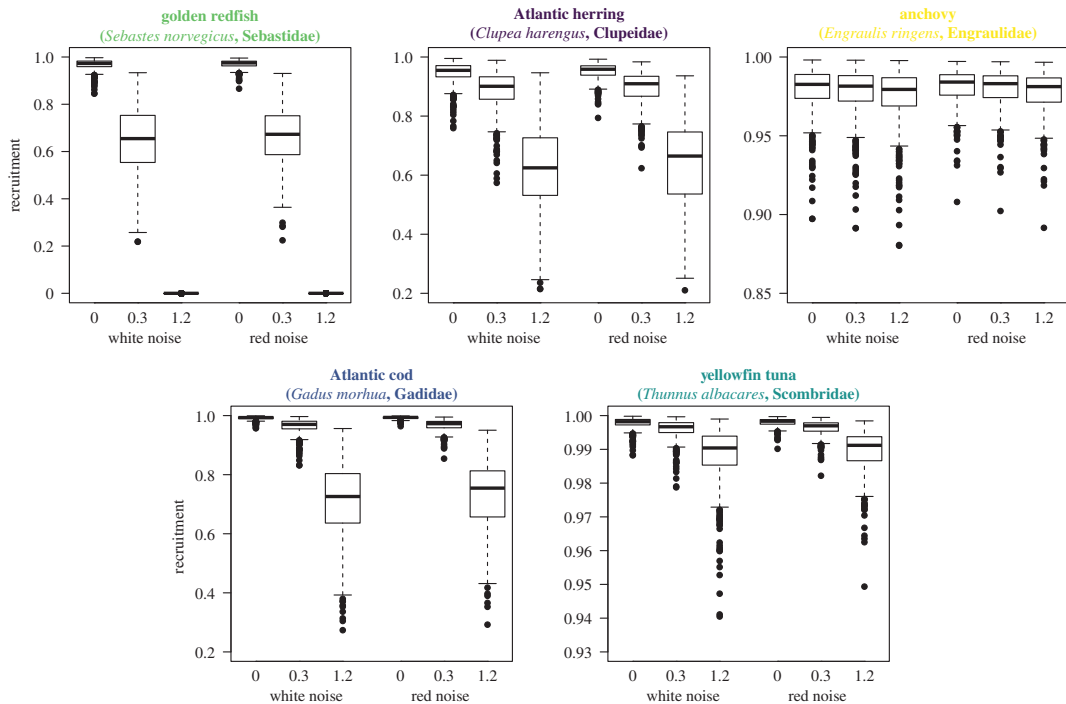 golden redfish
(Sebastes norvegicus, Sebastidae)
recruitment
1.0
0.8
0.6
0.4
0.2
0
0 0.3 1.2 0 0.3 1.2
white noise red noise
Atlantic herring
(Clupea harengus, Clupeidae)
1.0
0.8
0.6
0.4
0.2
0 0.3 1.2 0 0.3 1.2
white noise red noise
anchovy
(Engraulis ringens, Engraulidae)
1.00
0.95
0.90
0.85
0 0.3 1.2 0 0.3 1.2
white noise red noise
Atlantic cod
(Gadus morhua, Gadidae)
recruitment
1.0
0.8
0.6
0.4
0.2
0 0.3 1.2 0 0.3 1.2
white noise red noise
yellowfin tuna
(Thunnus albacares, Scombridae)
1.00
0.99
0.98
0.97
0.96
0.95
0.94
0.93
0 0.3 1.2 0 0.3 1.2
white noise red noise